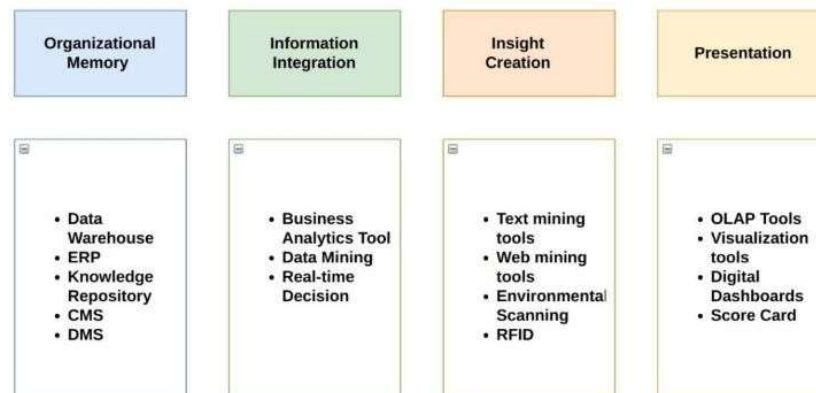 Organizational
Memory
Information
Integration
Insight
Creation
Presentation
• Data
Warehouse
• ERP
• Knowledge
Repository
• CMS
• DMS
• Business
Analytics Tool
• Data Mining
• Real-time
Decision
• Text mining
tools
• Web mining
tools
• Environmental
Scanning
• RFID
• OLAP Tools
• Visualization
tools
• Digital
Dashboards
• Score Card